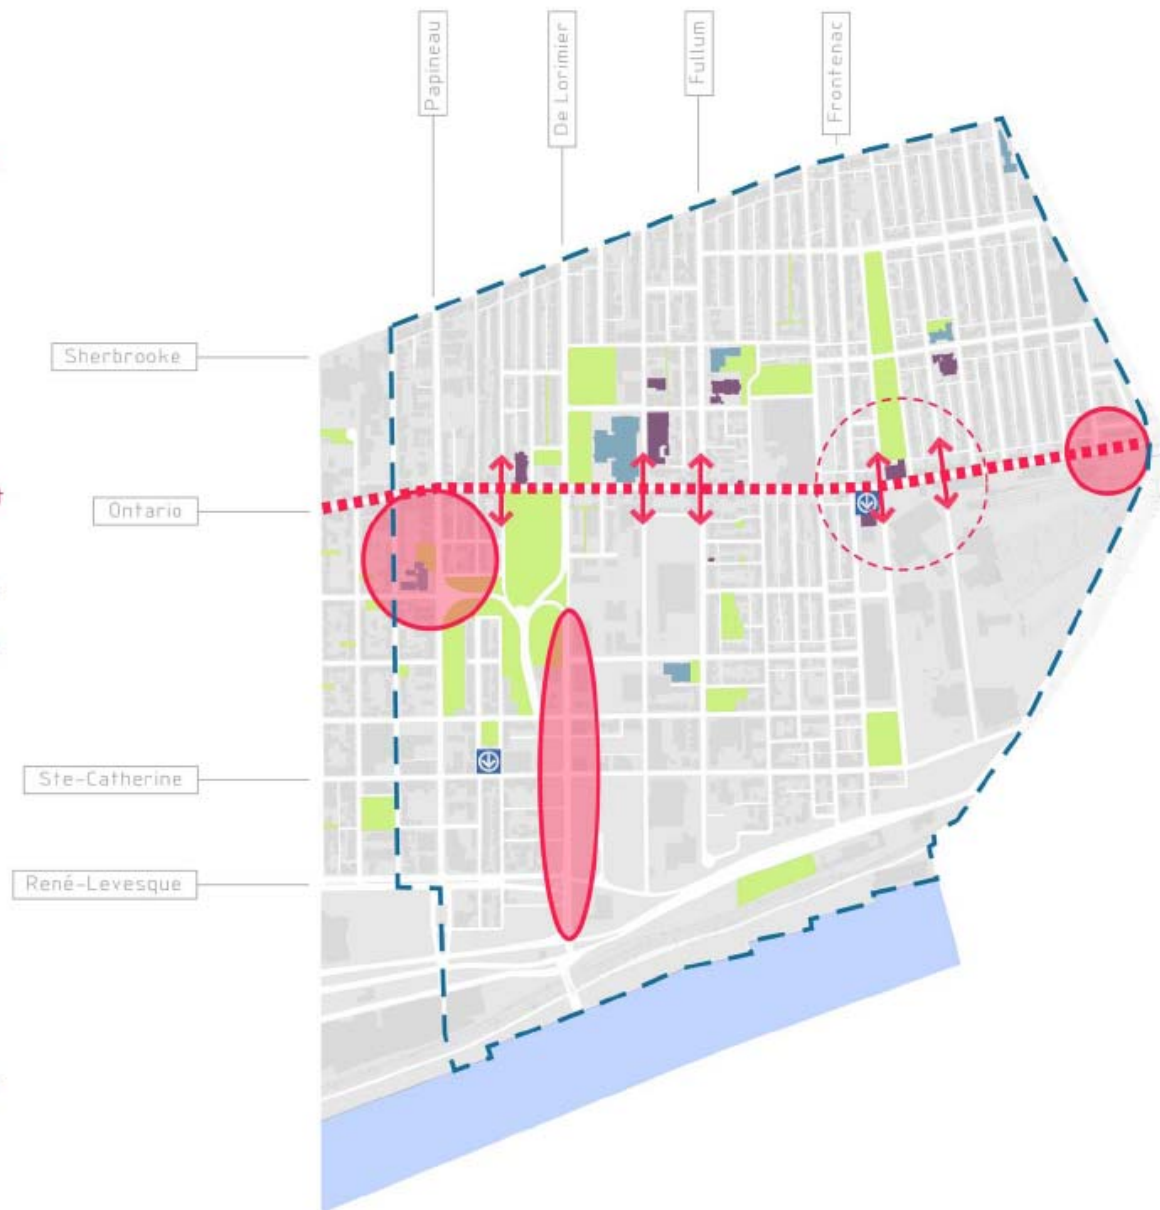 Papineau
De Lorimier
Fullum
Frontenac
Sherbrooke
Ontario
Ste-Catherine
René-Levesque